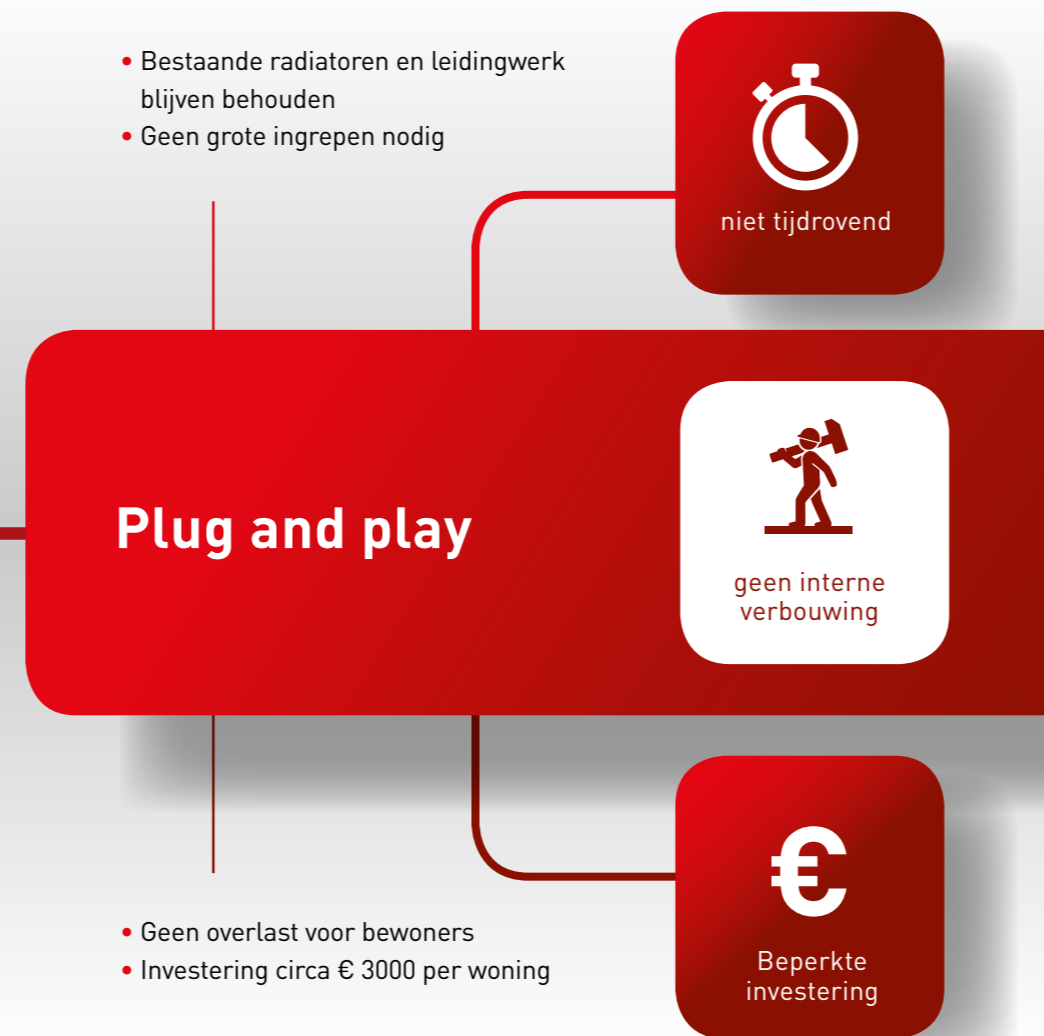 • Bestaande radiatoren en leidingwerk
blijven behouden
• Geen grote ingrepen nodig
niet tijdrovend
Plug and play
geen interne
verbouwing
• Geen overlast voor bewoners
• Investering circa € 3000 per woning
€
Beperkte
investering